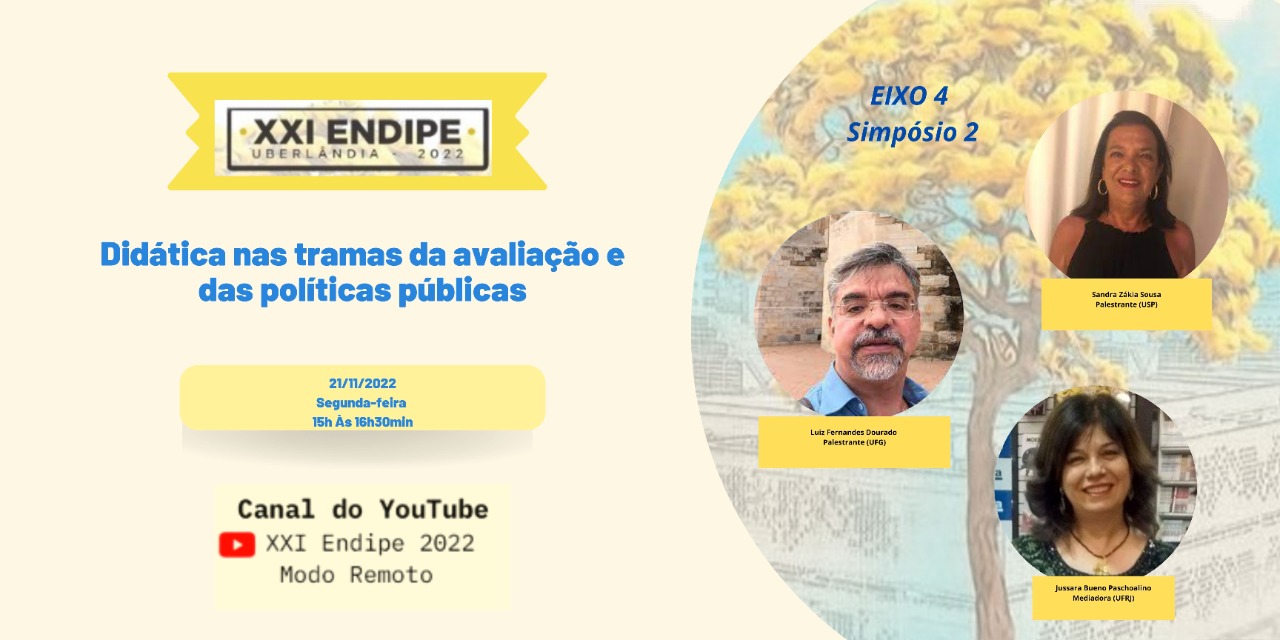 XXI ENDIPE
UBERLÂNDIA - 2022
Didática nas tramas da avaliação e
das políticas públicas
21/11/2022
Segunda-feira
15h Às 16h30min
Canal do YouTube
XXI Endipe 2022
Modo Remoto
EIXO 4
Simpósio 2
Sandra Zákia Sousa
Palestrante (USP)
Luiz Fernandes Dourado
Palestrante (UFG)
Jussara Bueno Paschoalino
Mediadora (UFRJ)